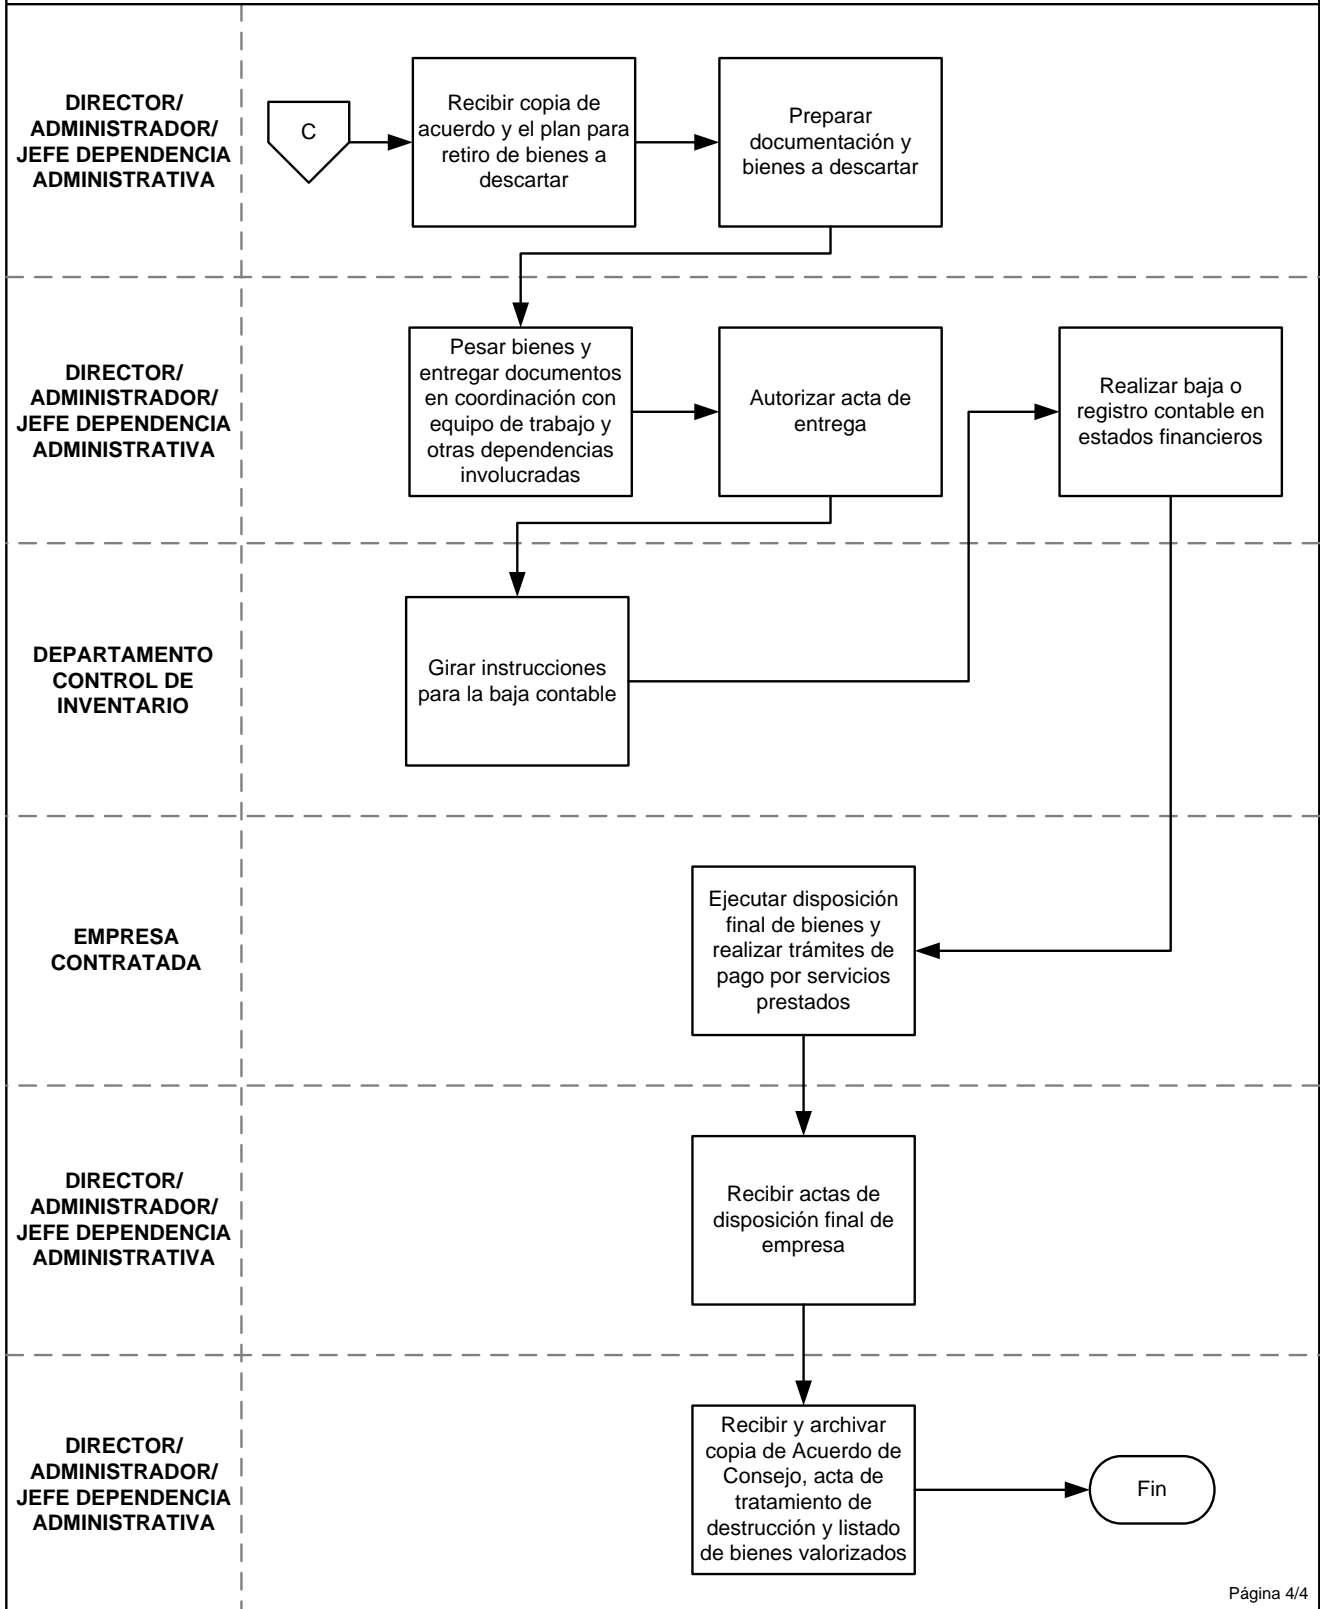 DIRECTOR/
ADMINISTRADOR/
JEFE DEPENDENCIA
ADMINISTRATIVA
C
Recibir copia de
acuerdo y el plan para
retiro de bienes a
descartar
Preparar
documentación y
bienes a descartar
DIRECTOR/
ADMINISTRADOR/
JEFE DEPENDENCIA
ADMINISTRATIVA
Pesar bienes y
entregar documentos
en coordinación con
equipo de trabajo y
otras dependencias
involucradas
Autorizar acta de
entrega
Realizar baja o
registro contable en
estados financieros
DEPARTAMENTO
CONTROL DE
INVENTARIO
Girar instrucciones
para la baja contable
EMPRESA
CONTRATADA
Ejecutar disposición
final de bienes y
realizar trámites de
pago por servicios
prestados
DIRECTOR/
ADMINISTRADOR/
JEFE DEPENDENCIA
ADMINISTRATIVA
Recibir actas de
disposición final de
empresa
DIRECTOR/
ADMINISTRADOR/
JEFE DEPENDENCIA
ADMINISTRATIVA
Recibir y archivar
copia de Acuerdo de
Consejo, acta de
tratamiento de
destrucción y listado
de bienes valorizados
Fin
Página 4/4